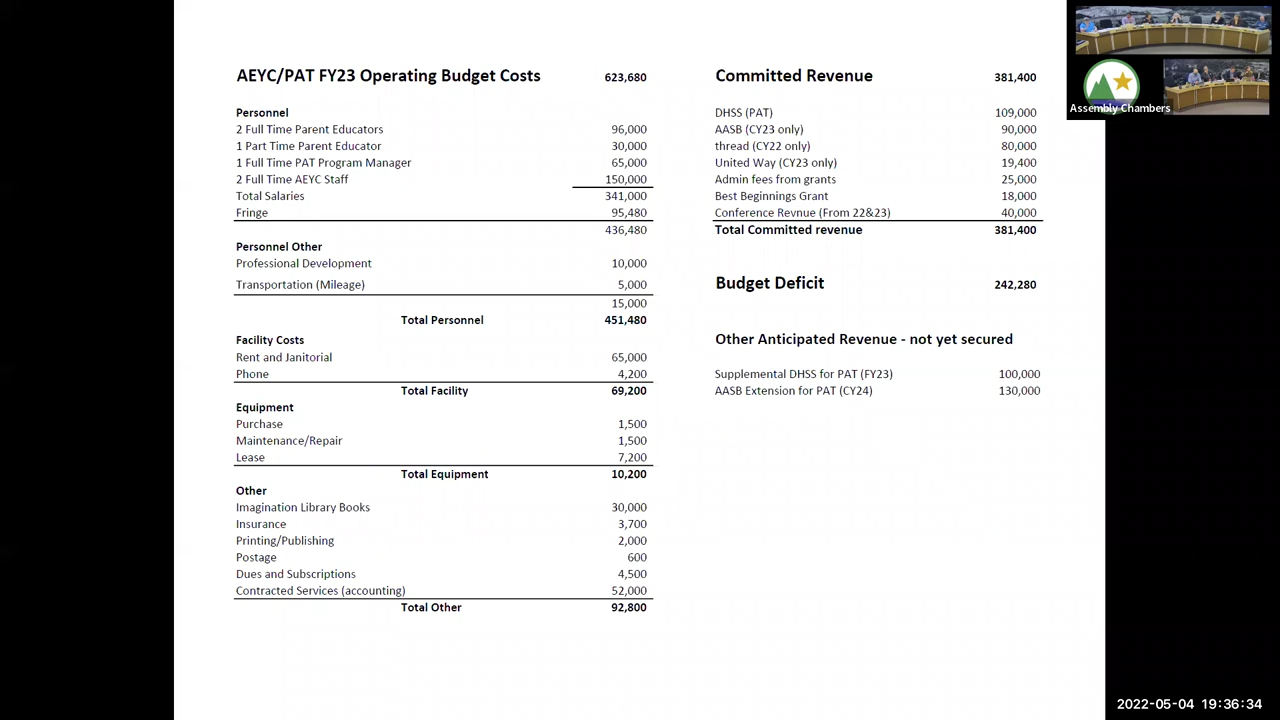 AEYC/PAT FY23 Operating Budget Costs 623,680
Personnel
2 Full Time Parent Educators 96,000
1 Part Time Parent Educator 30,000
1 Full Time PAT Program Manager 65,000
2 Full Time AEYC Staff 150,000
Total Salaries 341,000
Fringe 95,480
436,480
Personnel Other
Professional Development 10,000
Transportation (Mileage) 5,000
15,000
Total Personnel 451,480
Facility Costs
Rent and Janitorial 65,000
Phone 4,200
Total Facility 69,200
Equipment
Purchase 1,500
Maintenance/Repair 1,500
Lease 7,200
Total Equipment 10,200
Other
Imagination Library Books 30,000
Insurance 3,700
Printing/Publishing 2,000
Postage 600
Dues and Subscriptions 4,500
Contracted Services (accounting) 52,000
Total Other 92,800
Committed Revenue 381,400
DHSS (PAT) 109,000
AASB (CY23 only) 90,000
thread (CY22 only) 80,000
United Way (CY23 only) 19,400
Admin fees from grants 25,000
Best Beginnings Grant 18,000
Conference Revnue (From 22&23) 40,000
Total Committed revenue 381,400
Budget Deficit 242,280
Other Anticipated Revenue - not yet secured
Supplemental DHSS for PAT (FY23) 100,000
AASB Extension for PAT (CY24) 130,000
Assembly Chambers
2022-05-04 19:36:34